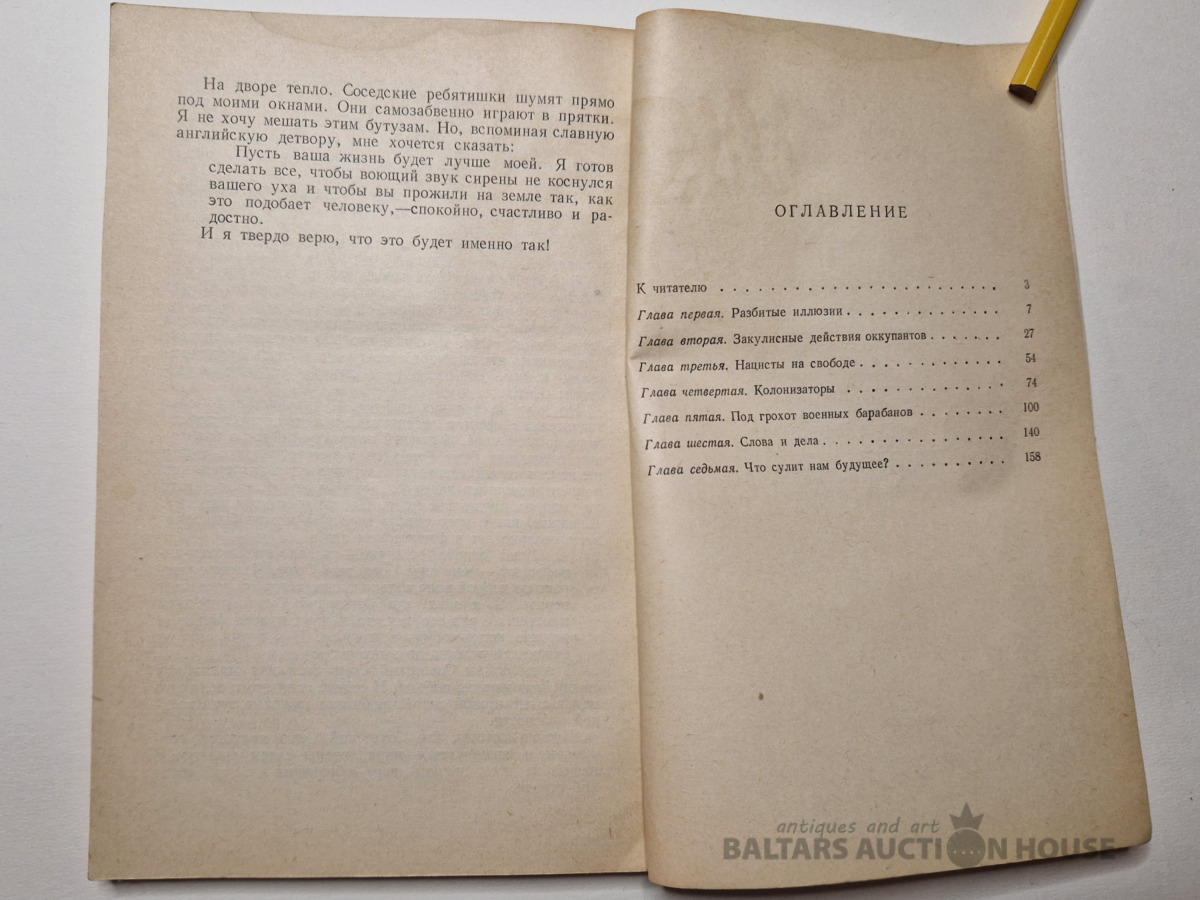 На дворе тепло. Соседские ребятишки шумят прямо
под моими окнами. Они самозабвенно играют в прятки.
Я не хочу мешать этим бутузам. Но, вспоминая славную
английскую детвору, мне хочется сказать:
Пусть ваша жизнь будет лучше моей. Я готов
сделать все, чтобы воющий звук сирены не коснулся
вашего уха и чтобы вы прожили на земле так, как
это подобает человеку,—спокойно, счастливо и ра-
достно.
И я твердо верю, что это будет именно так!
ОГЛАВЛЕНИЕ
К читателю . . . . . . . . . . . . . . . . . . . . . . . 3
Глава первая. Разбитые иллюзии . . . . . . . . . . . . . 7
Глава вторая. Закулисные действия оккупантов . . . . . . 27
Глава третья. Нацисты на свободе . . . . . . . . . . . . 54
Глава четвертая. Колонизаторы . . . . . . . . . . . . . 74
Глава пятая. Под грохот военных барабанов . . . . . . . 100
Глава шестая. Слова и дела . . . . . . . . . . . . . . . 140
Глава седьмая. Что сулит нам будущее? . . . . . . . . . 158
antiques and art
BALTARS AUCTION HOUSE